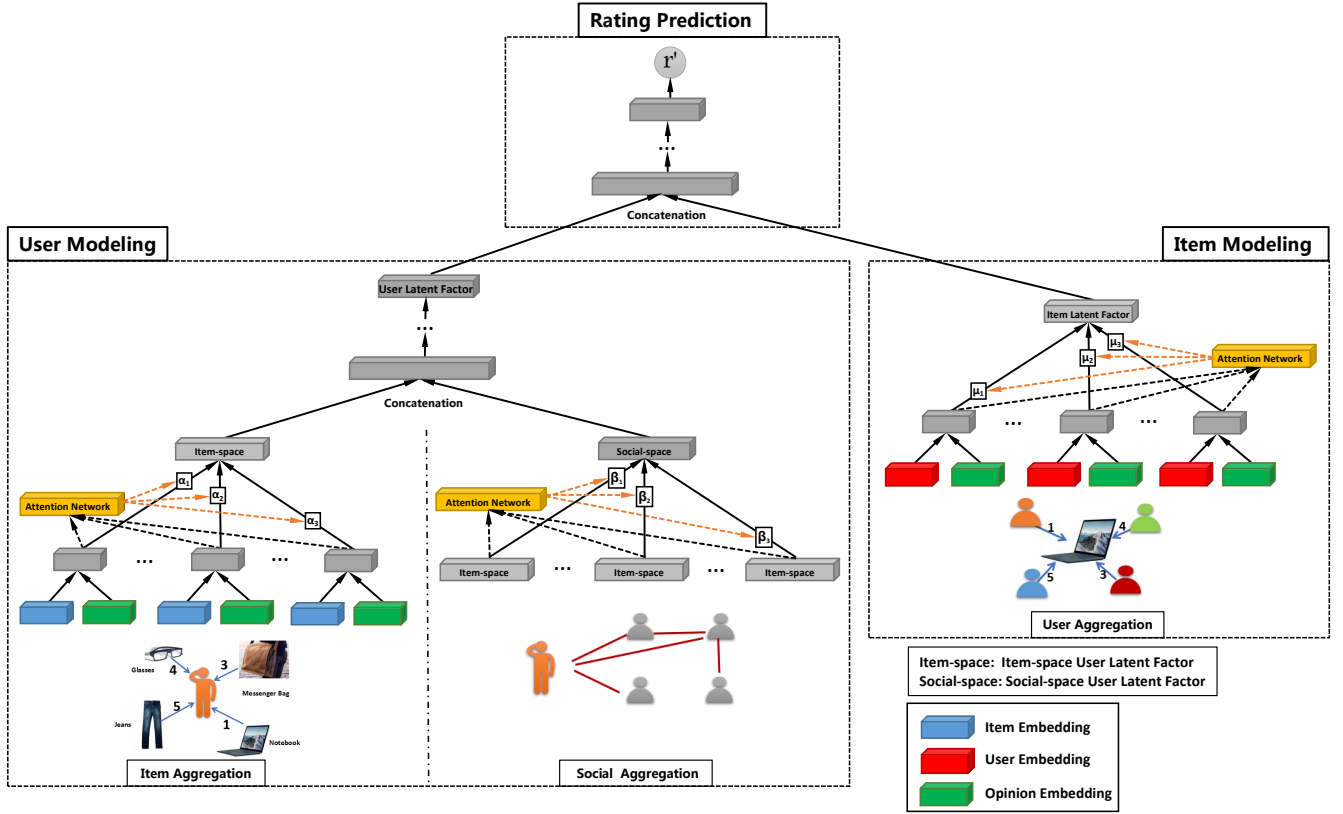 Rating Prediction
r'
...
Concatenation
User Modeling
User Latent Factor
...
Concatenation
Item-space
Social-space
α1
α2
α3
Attention Network
β1
β2
β3
Attention Network
...
...
Item-space
...
Item-space
...
Item-space
Glasses
4
3
Messenger Bag
Jeans
5
1
Notebook
Item Aggregation
Social Aggregation
Item Modeling
Item Latent Factor
μ3
μ2
μ1
Attention Network
...
...
1
4
5
3
User Aggregation
Item-space: Item-space User Latent Factor
Social-space: Social-space User Latent Factor
Item Embedding
User Embedding
Opinion Embedding